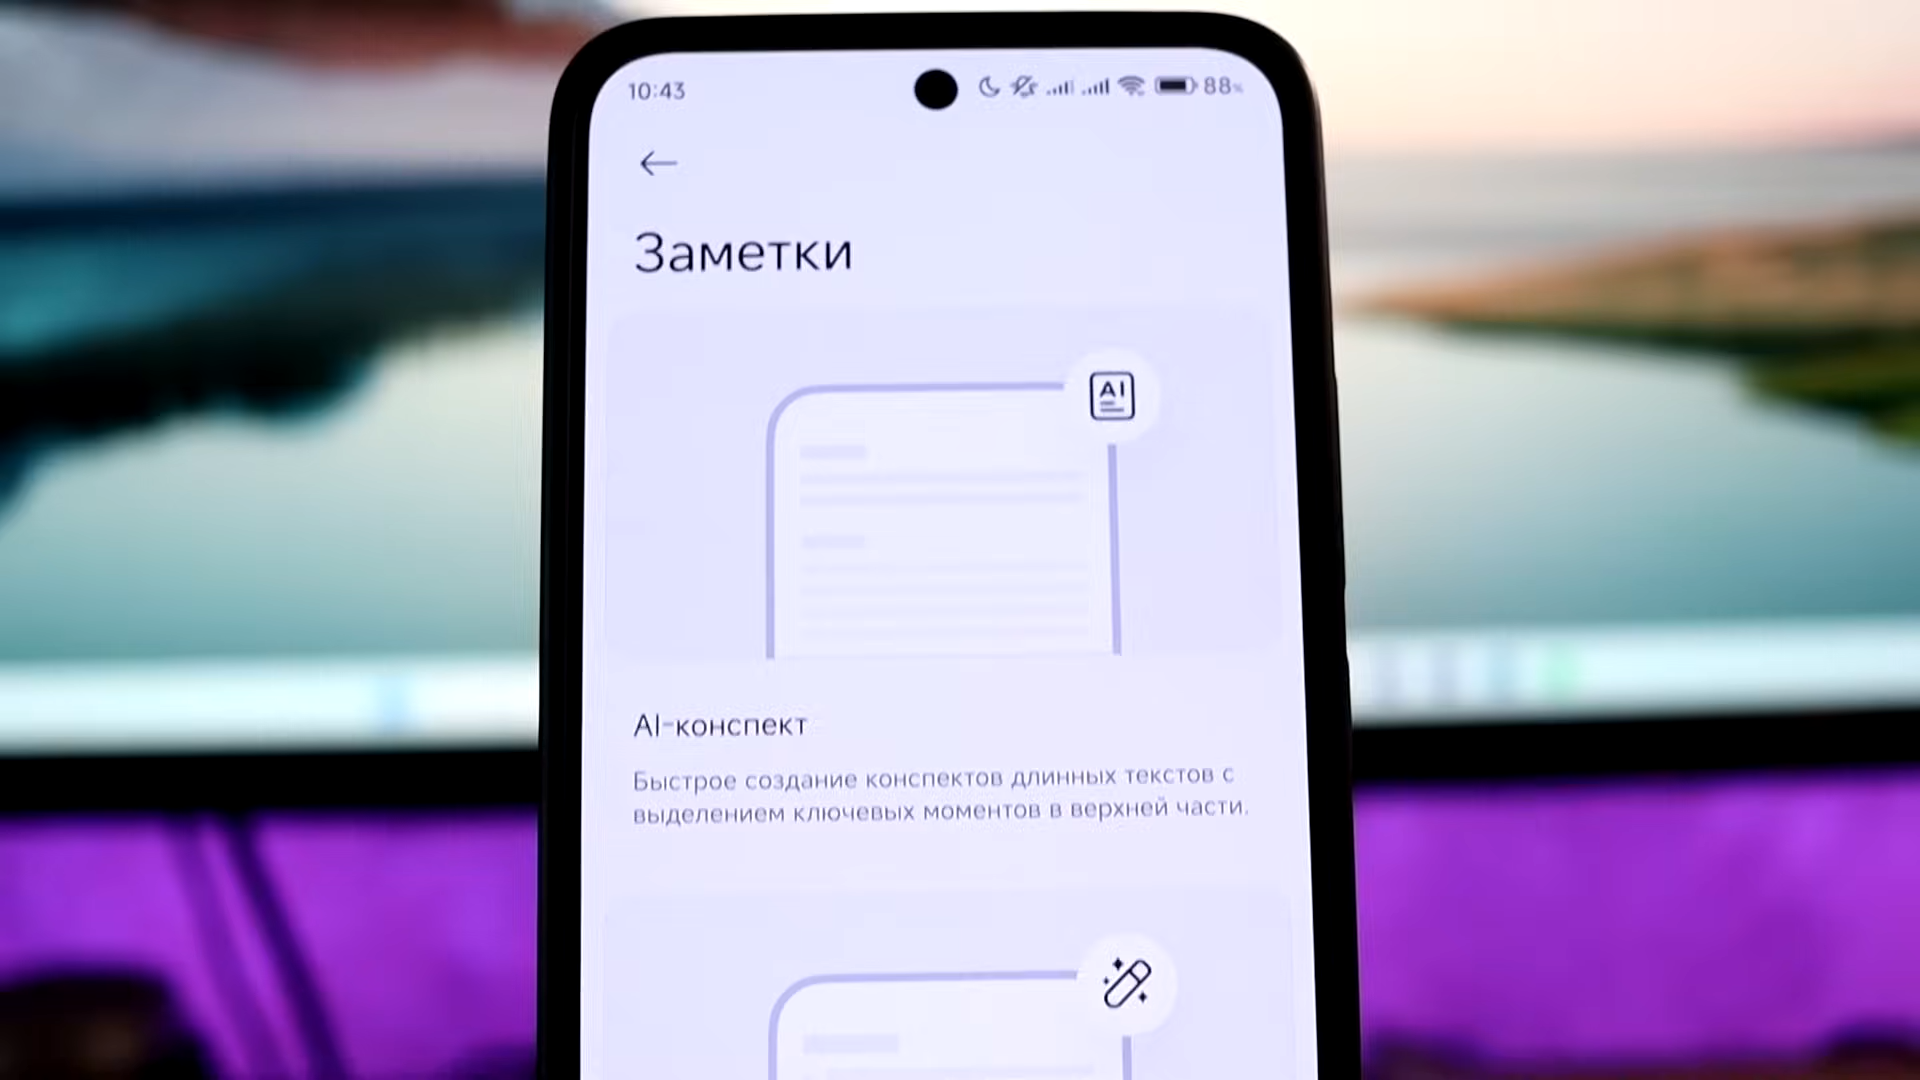 10:43
88%
Заметки
AI
AI-конспект
Быстрое создание конспектов длинных текстов с
выделением ключевых моментов в верхней части.